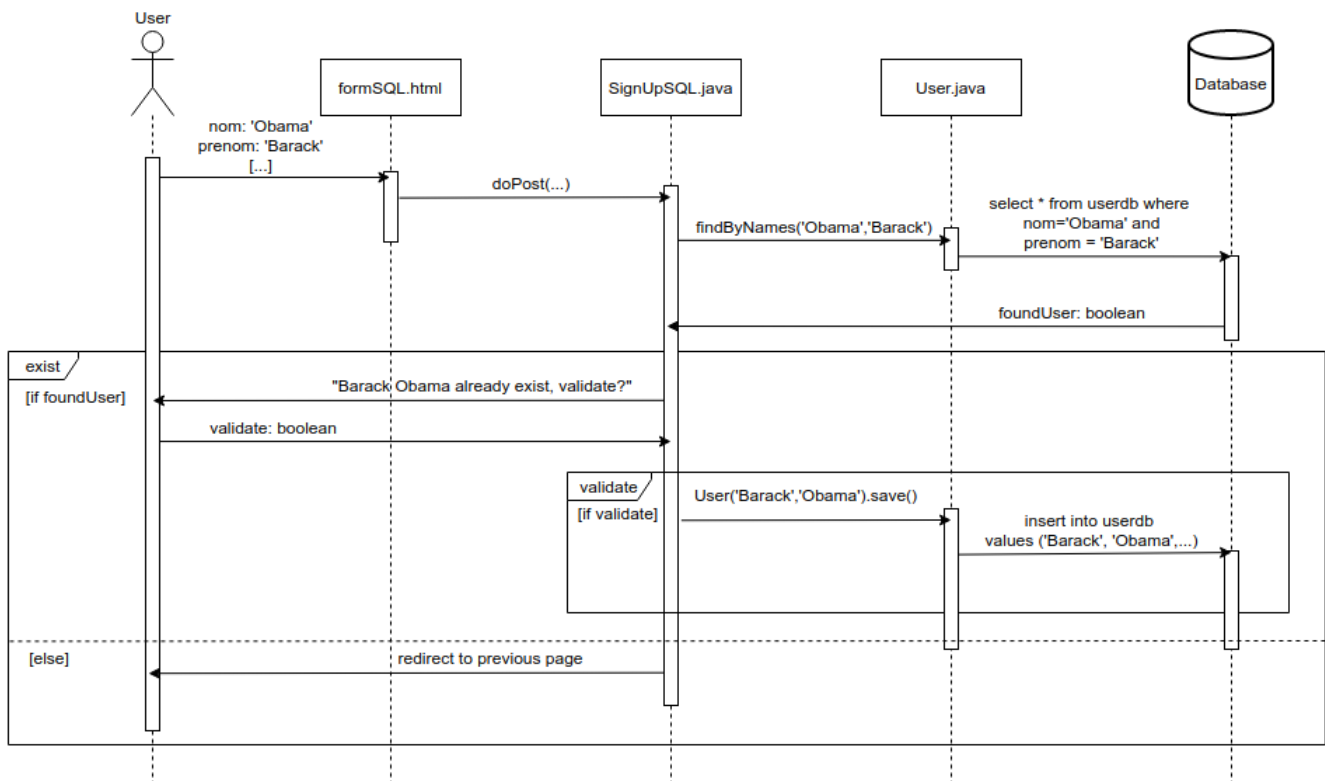 User
formSQL.html
SignUpSQL.java
User.java
Database
nom: 'Obama'
prenom: 'Barack'
[...]
doPost(...)
findByNames('Obama','Barack')
select * from userdb where
nom='Obama' and
prenom = 'Barack'
foundUser: boolean
exist
[if foundUser]
"Barack Obama already exist, validate?"
validate: boolean
validate
[if validate]
User('Barack','Obama').save()
insert into userdb
values ('Barack', 'Obama',...)
[else]
redirect to previous page